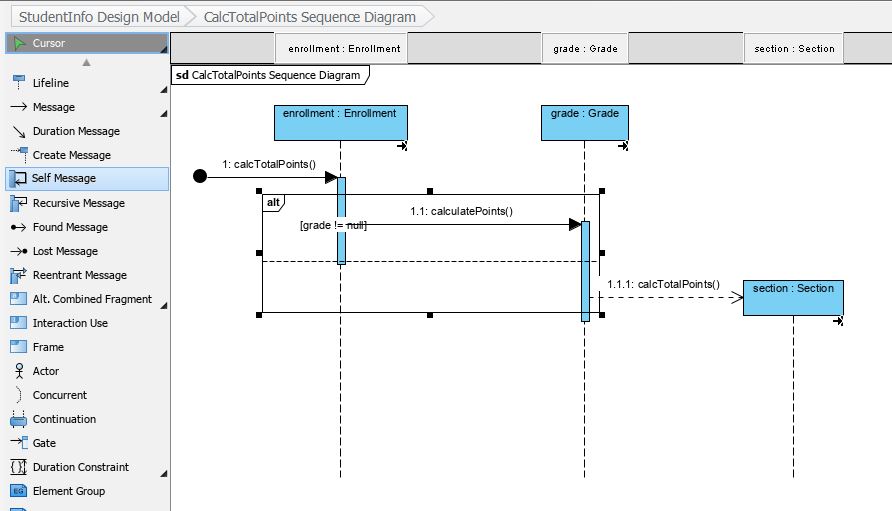 StudentInfo Design Model
CalcTotalPoints Sequence Diagram
Cursor
Lifeline
Message
Duration Message
Create Message
Self Message
Recursive Message
Found Message
Lost Message
Reentrant Message
Alt. Combined Fragment
Interaction Use
Frame
Actor
Concurrent
Continuation
Gate
Duration Constraint
EG Element Group
enrollment : Enrollment
grade : Grade
section : Section
sd CalcTotalPoints Sequence Diagram
enrollment : Enrollment
grade : Grade
1: calcTotalPoints()
alt
1.1: calculatePoints()
[grade != null]
1.1.1: calcTotalPoints()
section : Section